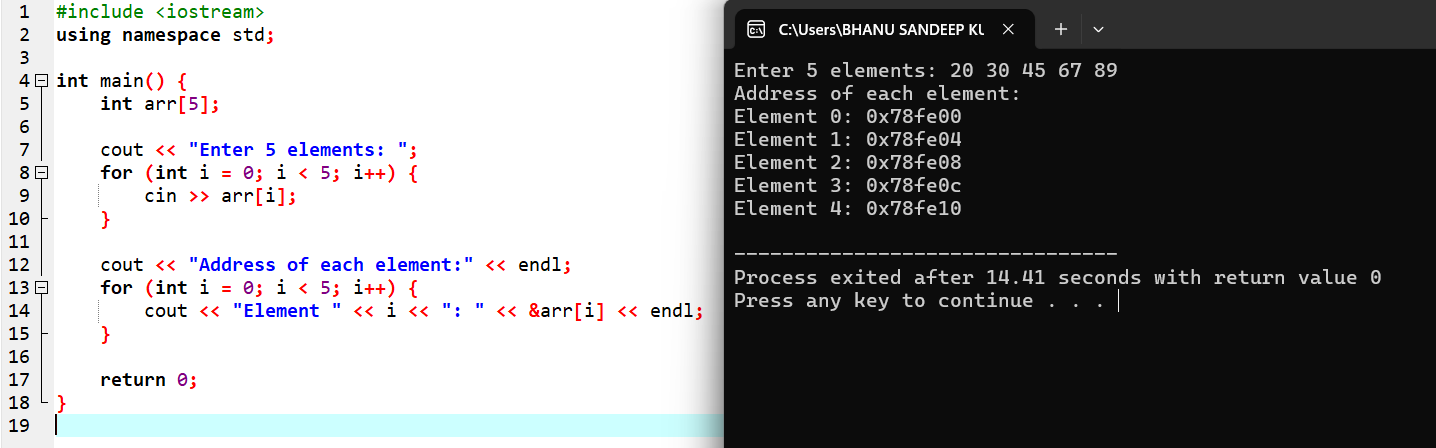 1 #include <iostream>
2 using namespace std;
3
4 int main() {
5     int arr[5];
6
7     cout << "Enter 5 elements: ";
8     for (int i = 0; i < 5; i++) {
9         cin >> arr[i];
10     }
11
12     cout << "Address of each element:" << endl;
13     for (int i = 0; i < 5; i++) {
14         cout << "Element " << i << ": " << &arr[i] << endl;
15     }
16
17     return 0;
18 }
19
C:\Users\BHANU SANDEEP KU
Enter 5 elements: 20 30 45 67 89
Address of each element:
Element 0: 0x78fe00
Element 1: 0x78fe04
Element 2: 0x78fe08
Element 3: 0x78fe0c
Element 4: 0x78fe10
--------------------------------
Process exited after 14.41 seconds with return value 0
Press any key to continue . . .